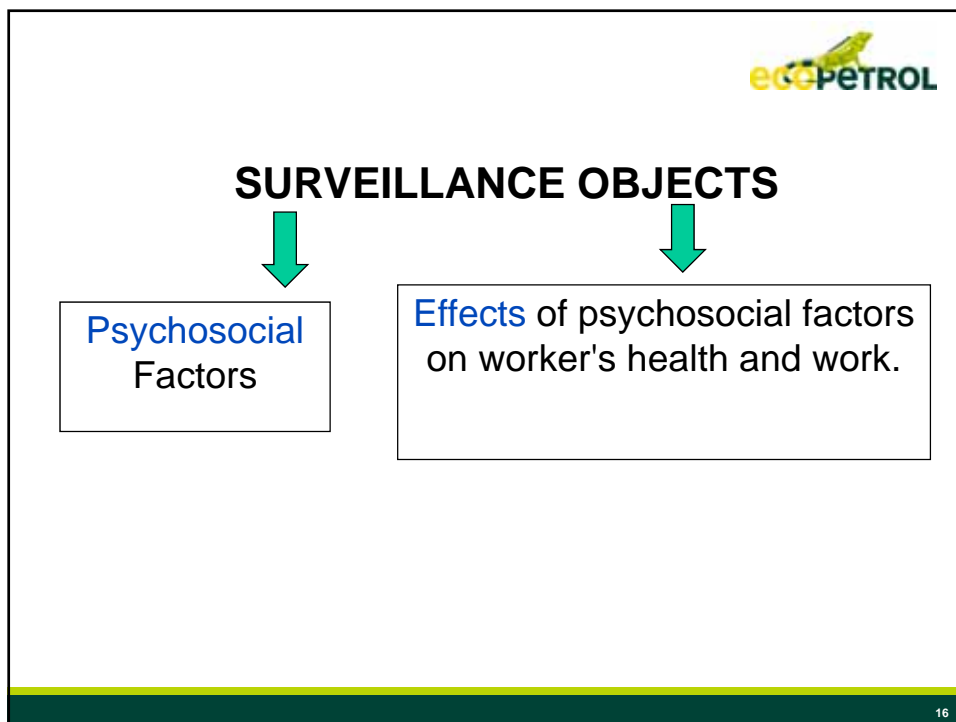 ecoPETROL
SURVEILLANCE OBJECTS
Psychosocial
Factors
Effects of psychosocial factors
on worker's health and work.
16